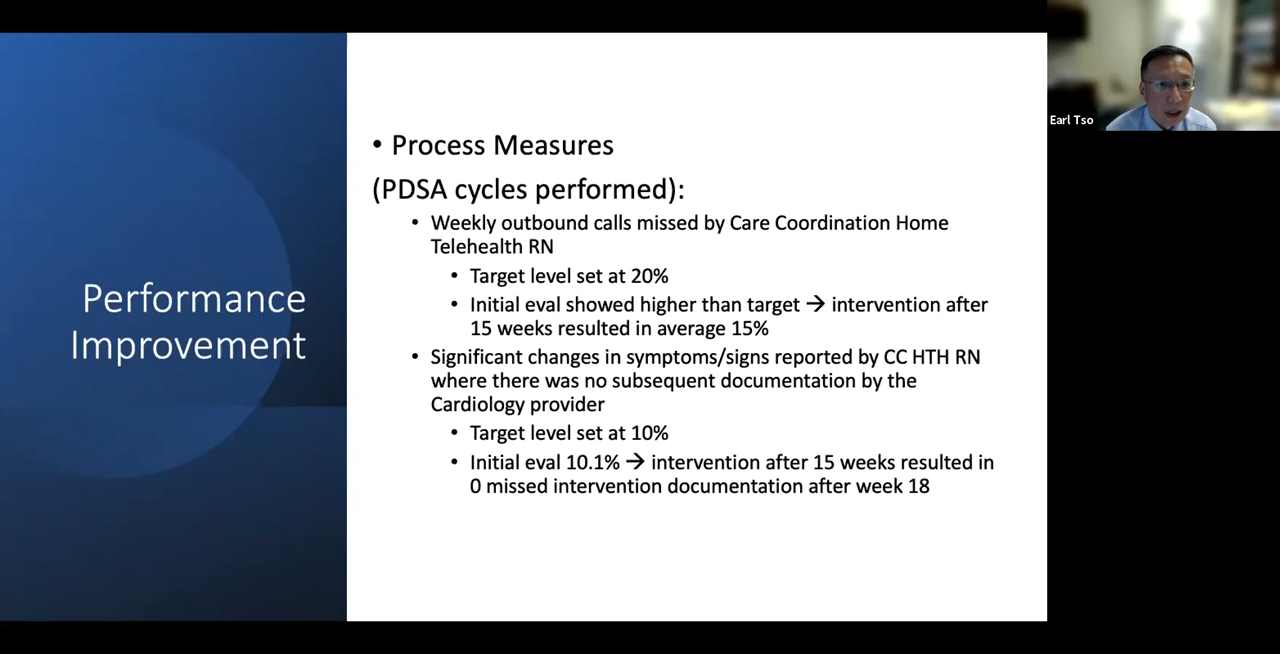 Performance
Improvement
• Process Measures
(PDSA cycles performed):
• Weekly outbound calls missed by Care Coordination Home
Telehealth RN
• Target level set at 20%
• Initial eval showed higher than target → intervention after
15 weeks resulted in average 15%
• Significant changes in symptoms/signs reported by CC HTH RN
where there was no subsequent documentation by the
Cardiology provider
• Target level set at 10%
• Initial eval 10.1% → intervention after 15 weeks resulted in
0 missed intervention documentation after week 18
Earl Tso